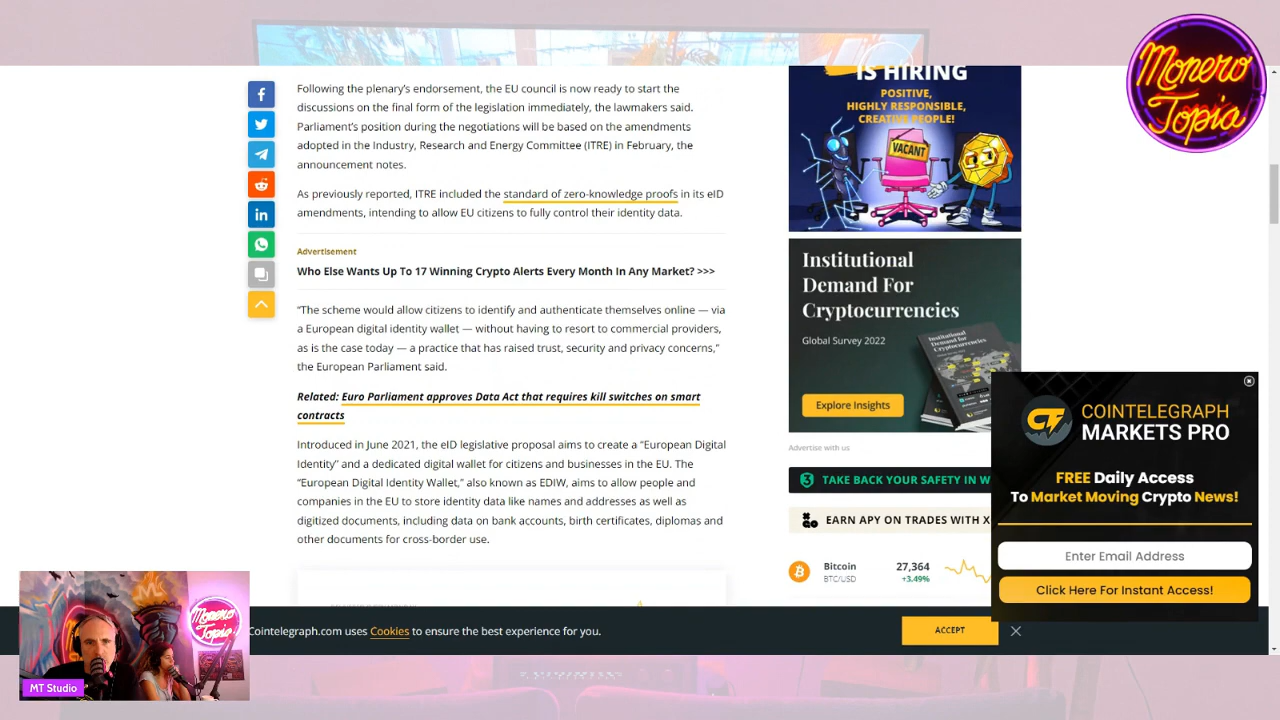 Following the plenary's endorsement, the EU council is now ready to start the
discussions on the final form of the legislation immediately, the lawmakers said.
Parliament's position during the negotiations will be based on the amendments
adopted in the Industry, Research and Energy Committee (ITRE) in February, the
announcement notes.
As previously reported, ITRE included the standard of zero-knowledge proofs in its eID
amendments, intending to allow EU citizens to fully control their identity data.
Advertisement
Who Else Wants Up To 17 Winning Crypto Alerts Every Month In Any Market? >>>
"The scheme would allow citizens to identify and authenticate themselves online — via
a European digital identity wallet — without having to resort to commercial providers,
as is the case today — a practice that has raised trust, security and privacy concerns,"
the European Parliament said.
Related: Euro Parliament approves Data Act that requires kill switches on smart
contracts
Introduced in June 2021, the eID legislative proposal aims to create a "European Digital
Identity" and a dedicated digital wallet for citizens and businesses in the EU. The
"European Digital Identity Wallet," also known as EDIW, aims to allow people and
companies in the EU to store identity data like names and addresses as well as
digitized documents, including data on bank accounts, birth certificates, diplomas and
other documents for cross-border use.
IS HIRING
POSITIVE,
HIGHLY RESPONSIBLE,
CREATIVE PEOPLE!
VACANT
Institutional
Demand For
Cryptocurrencies
Global Survey 2022
Institutional
Demand for
Cryptocurrencies
Explore Insights
Advertise with us
TAKE BACK YOUR SAFETY IN W
EARN APY ON TRADES WITH X
Bitcoin
27,364
BTC/USD
+3.49%
COINTELEGRAPH
MARKETS PRO
FREE Daily Access
To Market Moving Crypto News!
Enter Email Address
Click Here For Instant Access!
Cointelegraph.com uses Cookies to ensure the best experience for you.
ACCEPT
Monero
Topia
Monero
Topia
MT Studio